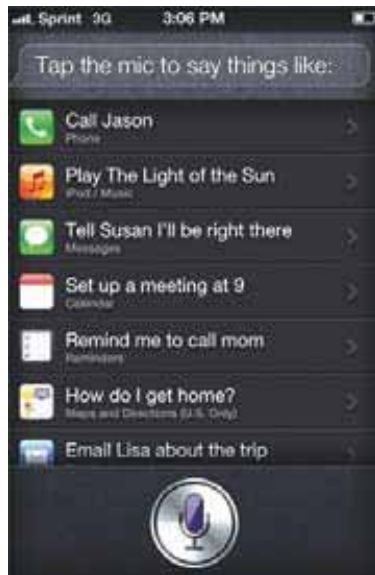 Sprint 3G 3:06 PM
Tap the mic to say things like:
Call Jason
Phone
Play The Light of the Sun
iPod / Music
Tell Susan I'll be right there
Messages
Set up a meeting at 9
Calendar
Remind me to call mom
Reminders
How do I get home?
Maps and Directions (U.S. Only)
Email Lisa about the trip